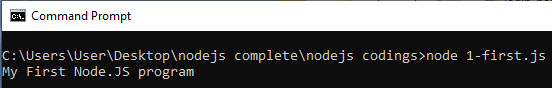 Command Prompt
C:\Users\User\Desktop\nodejs complete\nodejs codings>node 1-first.js
My First Node.JS program